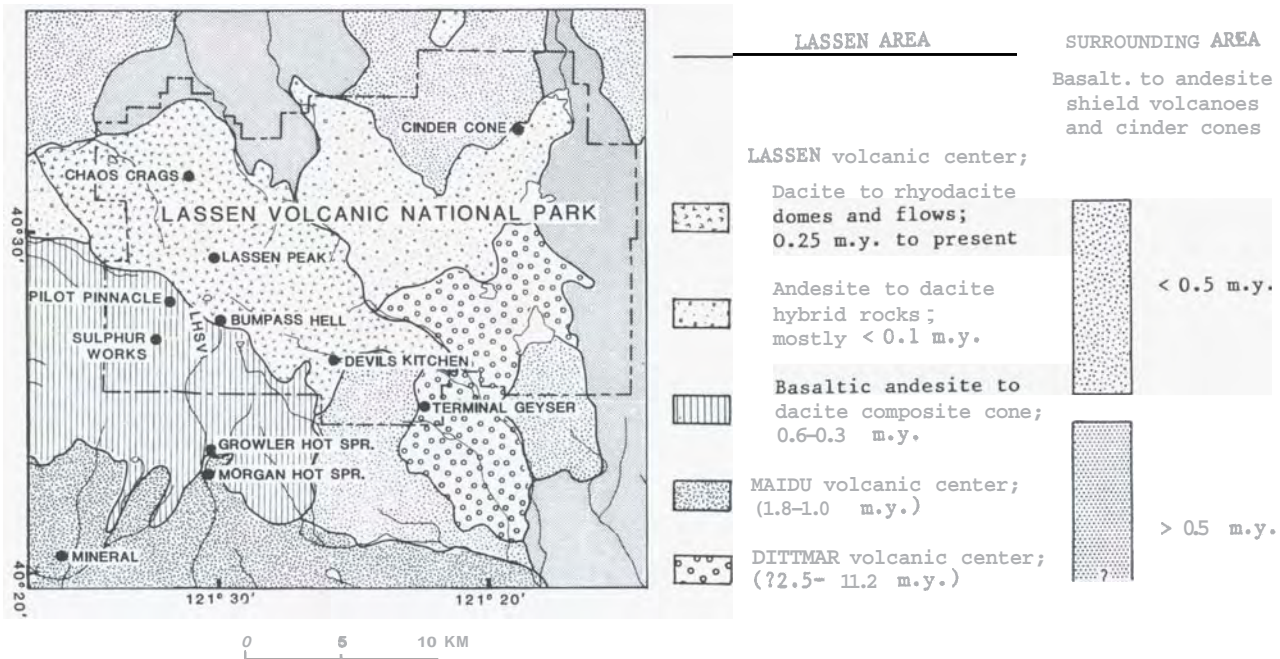 CINDER CONE
CHAOS CRAGS
LASSEN VOLCANIC NATIONAL PARK
40°30'
LASSEN PEAK
PILOT PINNACLE
LHSV
BUMPASS HELL
SULPHUR
WORKS
DEVILS KITCHEN
TERMINAL GEYSER
GROWLER HOT SPR.
MORGAN HOT SPR.
MINERAL
40°20'
121° 30'
121° 20'
0 5 10 KM
LASSEN AREA
LASSEN volcanic center;
Dacite to rhyodacite
domes and flows;
0.25 m.y. to present
Andesite to dacite
hybrid rocks;
mostly < 0.1 m.y.
Basaltic andesite to
dacite composite cone;
0.6-0.3 m.y.
MAIDU volcanic center;
(1.8-1.0 m.y.)
DITTMAR volcanic center;
(?2.5- 11.2 m.y.)
SURROUNDING AREA
Basalt. to andesite
shield volcanoes
and cinder cones
< 0.5 m.y.
> 0.5 m.y.
?